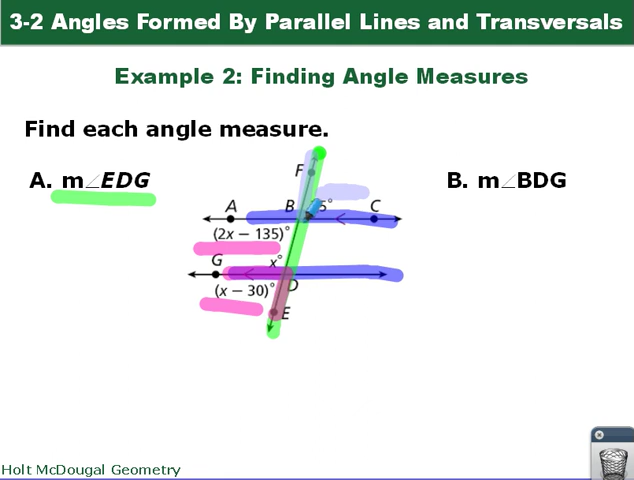 3-2 Angles Formed By Parallel Lines and Transversals
Example 2: Finding Angle Measures
Find each angle measure.
A. m∠EDG
B. m∠BDG
F
A B C
(2x − 135)°
G x°
(x − 30)° D
E
Holt McDougal Geometry